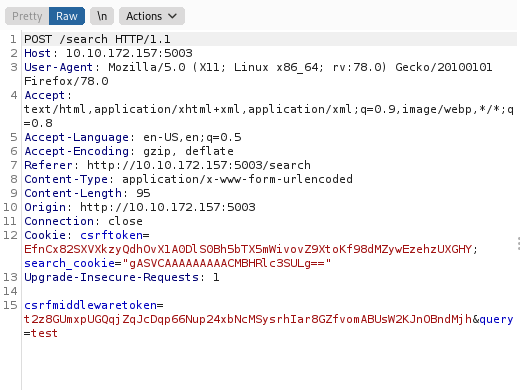 Pretty Raw \n Actions
1 POST /search HTTP/1.1
2 Host: 10.10.172.157:5003
3 User-Agent: Mozilla/5.0 (X11; Linux x86_64; rv:78.0) Gecko/20100101
Firefox/78.0
4 Accept:
text/html,application/xhtml+xml,application/xml;q=0.9,image/webp,*/*;q
=0.8
5 Accept-Language: en-US,en;q=0.5
6 Accept-Encoding: gzip, deflate
7 Referer: http://10.10.172.157:5003/search
8 Content-Type: application/x-www-form-urlencoded
9 Content-Length: 95
10 Origin: http://10.10.172.157:5003
11 Connection: close
12 Cookie: csrftoken=
EfnCx82SXVXkzyQdhOvX1A0DlS0Bh5bTX5mWivovZ9XtoKf98dMZywEzehzUXGHY;
search_cookie="gASVCAAAAAAAAACMBHRlc3SULg=="
13 Upgrade-Insecure-Requests: 1
14
15 csrfmiddlewaretoken=
t2z8GUmxpUGQqjZqJcDqp66Nup24xbNcMSysrhIar8GZfvomABUsW2KJnOBndMjh&query
=test